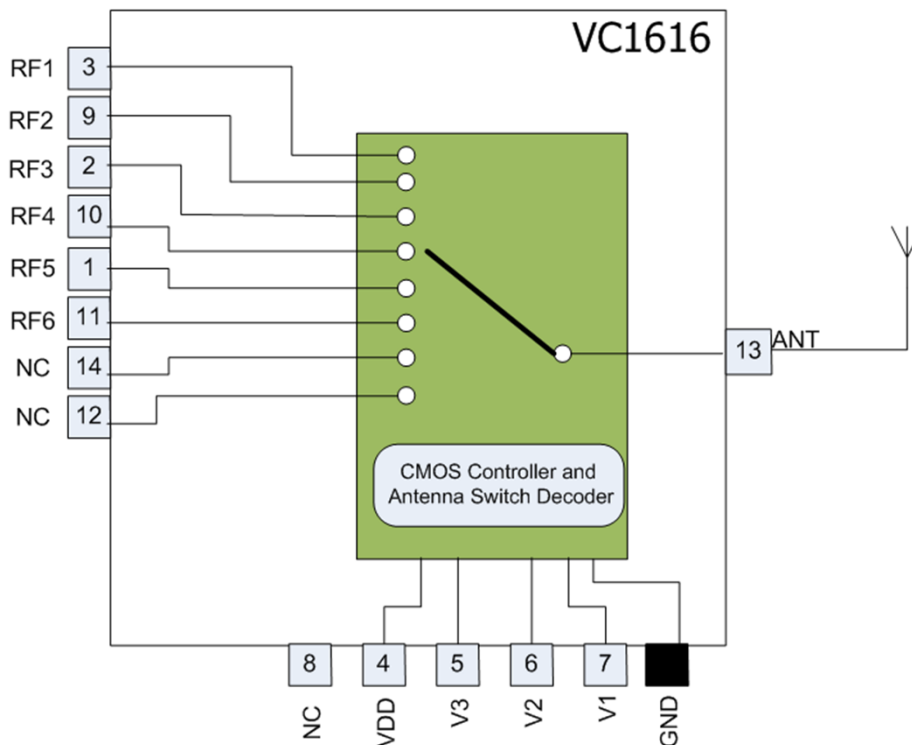 VC1616
RF1 3
RF2 9
RF3 2
RF4 10
RF5 1
RF6 11
NC 14
NC 12
13 ANT
CMOS Controller and
Antenna Switch Decoder
8 4 5 6 7
NC VDD V3 V2 V1 GND